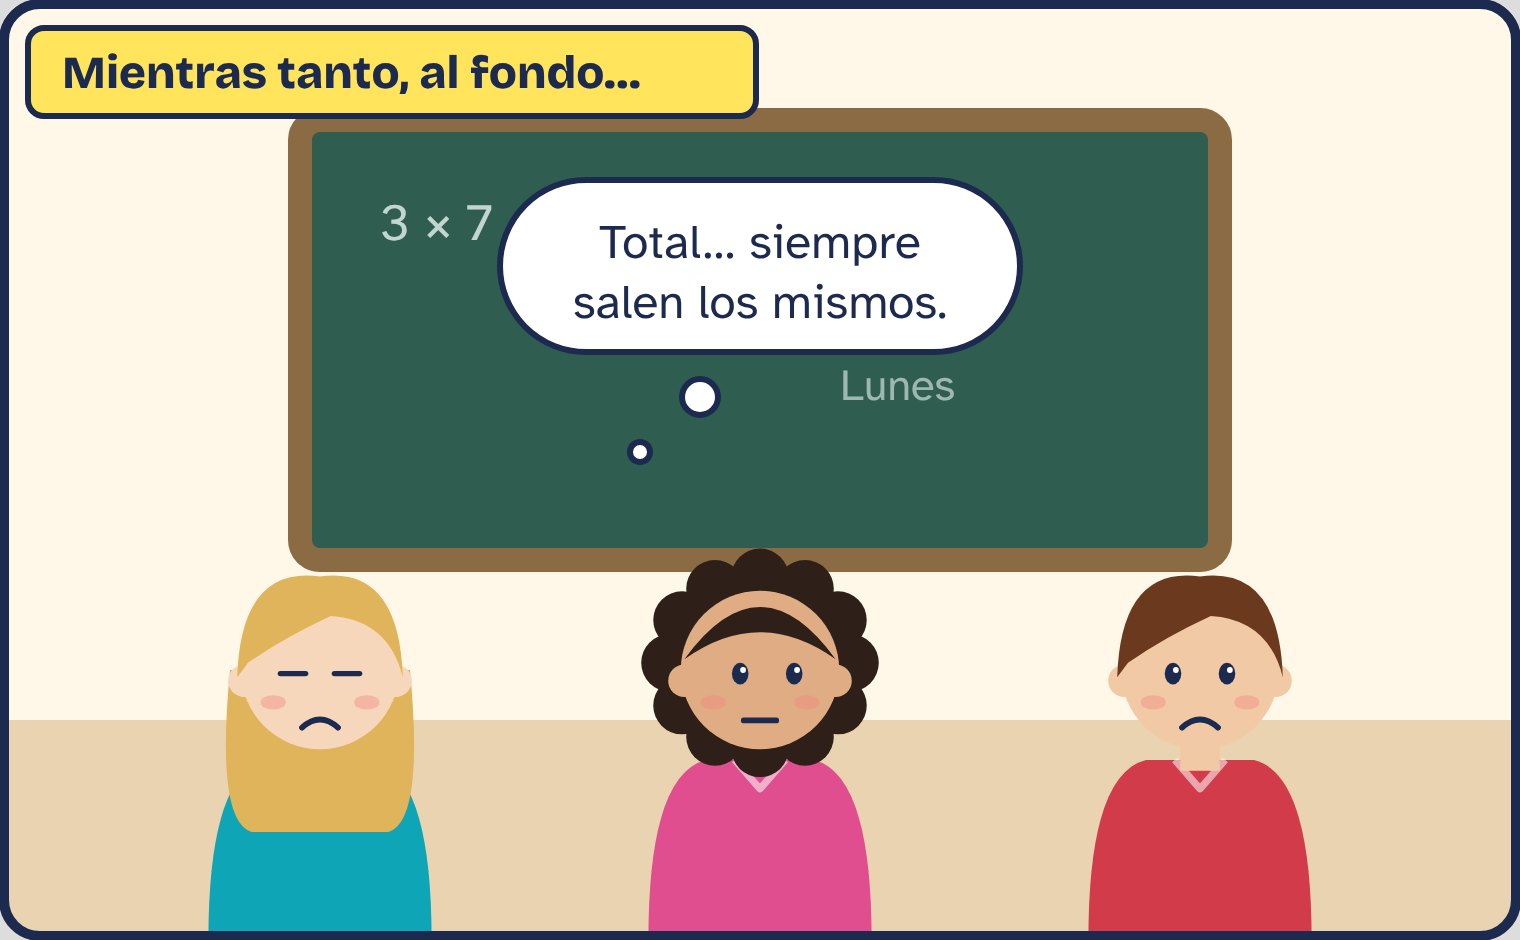 Mientras tanto, al fondo...
3 × 7
Total... siempre
salen los mismos.
Lunes